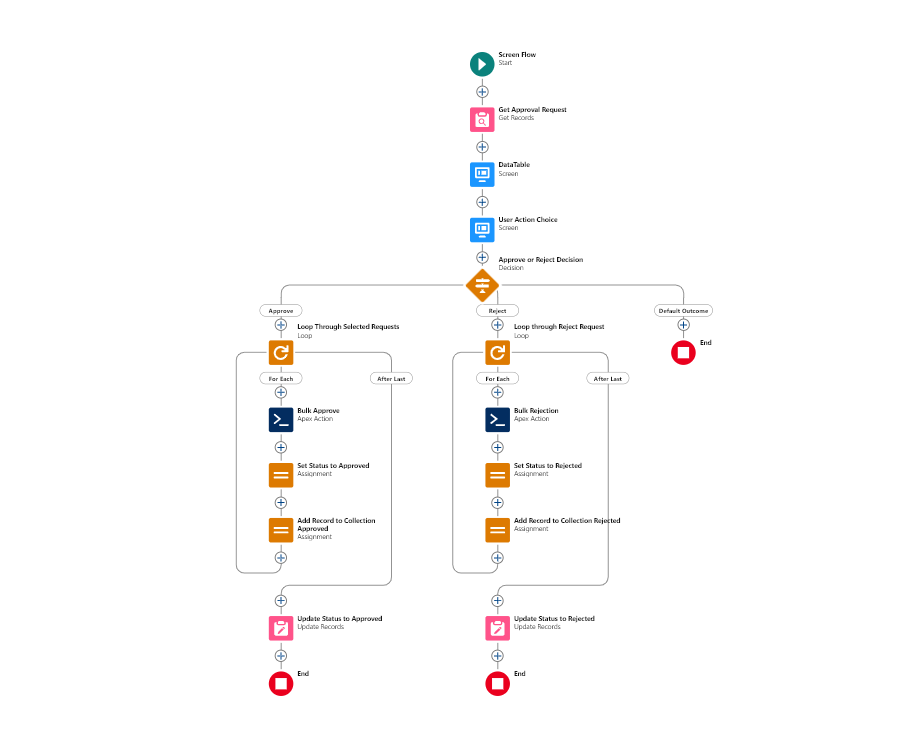 Screen Flow
Start
Get Approval Request
Get Records
DataTable
Screen
User Action Choice
Screen
Approve or Reject Decision
Decision
Approve
Reject
Default Outcome
Loop Through Selected Requests
Loop
Loop through Reject Request
Loop
End
For Each
After Last
For Each
After Last
Bulk Approve
Apex Action
Bulk Rejection
Apex Action
Set Status to Approved
Assignment
Set Status to Rejected
Assignment
Add Record to Collection
Approved
Assignment
Add Record to Collection Rejected
Assignment
Update Status to Approved
Update Records
Update Status to Rejected
Update Records
End
End